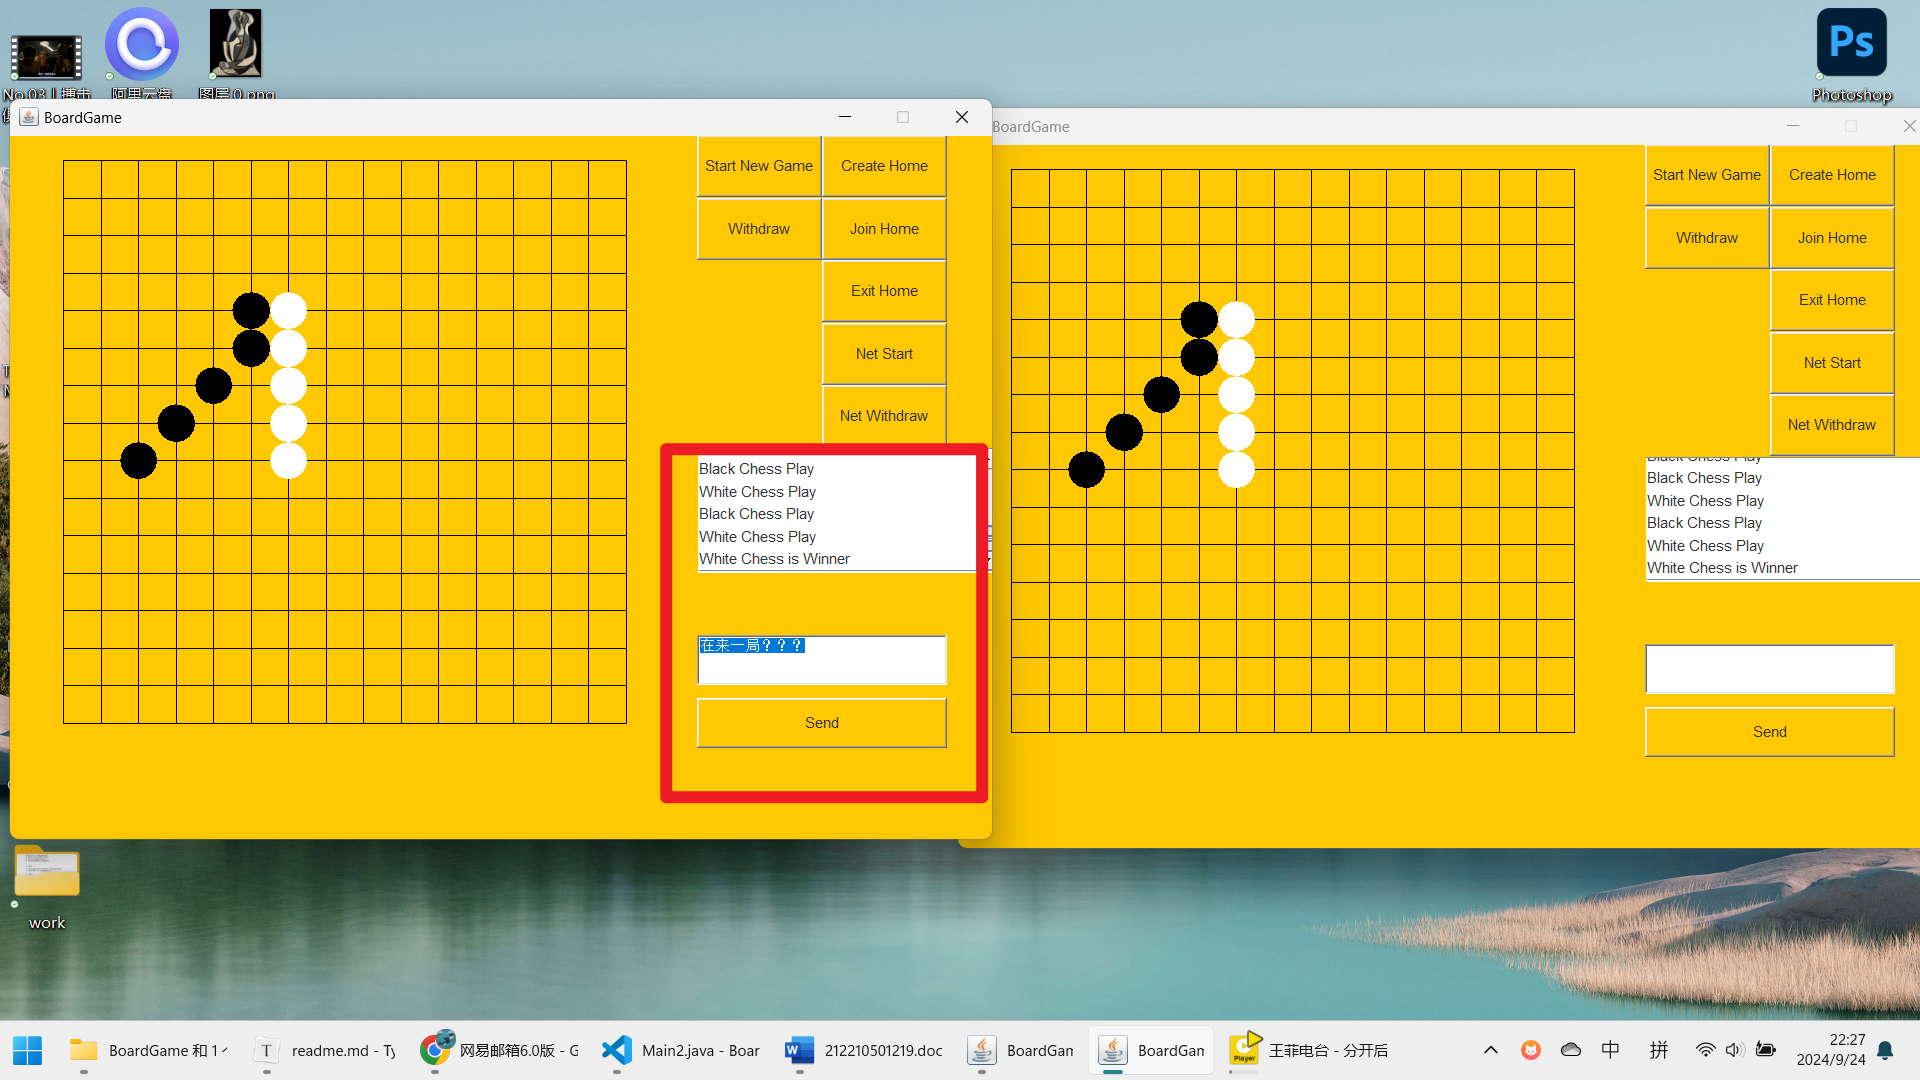 No.03 | 搏击
阿里云盘
图层 0.png
Ps
Photoshop
BoardGame
Start New Game
Create Home
Withdraw
Join Home
Exit Home
Net Start
Net Withdraw
Black Chess Play
White Chess Play
Black Chess Play
White Chess Play
White Chess is Winner
在来一局？？？
Send
BoardGame
Start New Game
Create Home
Withdraw
Join Home
Exit Home
Net Start
Net Withdraw
Black Chess Play
Black Chess Play
White Chess Play
Black Chess Play
White Chess Play
White Chess is Winner
Send
work
BoardGame 和 1
readme.md - Ty
网易邮箱6.0版 - G
Main2.java - Boar
212210501219.doc
BoardGam
BoardGam
Player
王菲电台 - 分开后
中
拼
22:27
2024/9/24